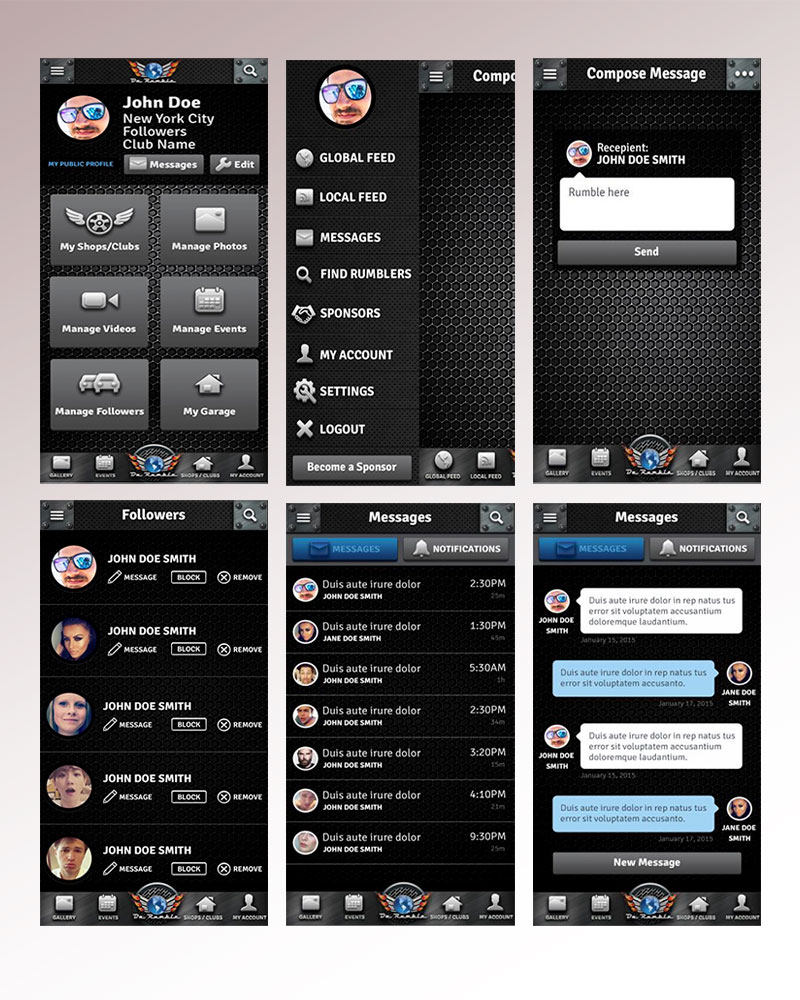 Da Rumble
John Doe
New York City
Followers
Club Name
MY PUBLIC PROFILE
Messages
Edit
My Shops/Clubs
Manage Photos
Manage Videos
Manage Events
Manage Followers
My Garage
GALLERY
EVENTS
Da Rumble
SHOPS / CLUBS
MY ACCOUNT
Compo
GLOBAL FEED
LOCAL FEED
MESSAGES
FIND RUMBLERS
SPONSORS
MY ACCOUNT
SETTINGS
LOGOUT
Become a Sponsor
GLOBAL FEED
LOCAL FEED
Compose Message
Recepient:
JOHN DOE SMITH
Rumble here
Send
GALLERY
EVENTS
Da Rumble
SHOPS / CLUBS
MY ACCOUNT
Followers
JOHN DOE SMITH
MESSAGE BLOCK REMOVE
JOHN DOE SMITH
MESSAGE BLOCK REMOVE
JOHN DOE SMITH
MESSAGE BLOCK REMOVE
JOHN DOE SMITH
MESSAGE BLOCK REMOVE
JOHN DOE SMITH
MESSAGE BLOCK REMOVE
GALLERY
EVENTS
Da Rumble
SHOPS / CLUBS
MY ACCOUNT
Messages
MESSAGES
NOTIFICATIONS
Duis aute irure dolor 2:30PM
JOHN DOE SMITH 25m
Duis aute irure dolor 1:30PM
JANE DOE SMITH 45m
Duis aute irure dolor 5:30AM
JOHN DOE SMITH 1h
Duis aute irure dolor 2:30PM
JOHN DOE SMITH 34m
Duis aute irure dolor 3:20PM
JOHN DOE SMITH 15m
Duis aute irure dolor 4:10PM
JOHN DOE SMITH 21m
Duis aute irure dolor 9:30PM
JOHN DOE SMITH 25m
GALLERY
EVENTS
Da Rumble
SHOPS / CLUBS
MY ACCOUNT
Messages
MESSAGES
NOTIFICATIONS
JOHN DOE
SMITH
Duis aute irure dolor in rep natus tus
error sit voluptatem accusantium
doloremque laudantium.
January 15, 2015
Duis aute irure dolor in rep natus tus
error sit voluptatem accusanto.
JANE DOE
SMITH
January 17, 2015
JOHN DOE
SMITH
Duis aute irure dolor in rep natus tus
error sit voluptatem accusantium
doloremque laudantium.
January 15, 2015
Duis aute irure dolor in rep natus tus
error sit voluptatem accusanto.
JANE DOE
SMITH
January 17, 2015
New Message
GALLERY
EVENTS
Da Rumble
SHOPS / CLUBS
MY ACCOUNT